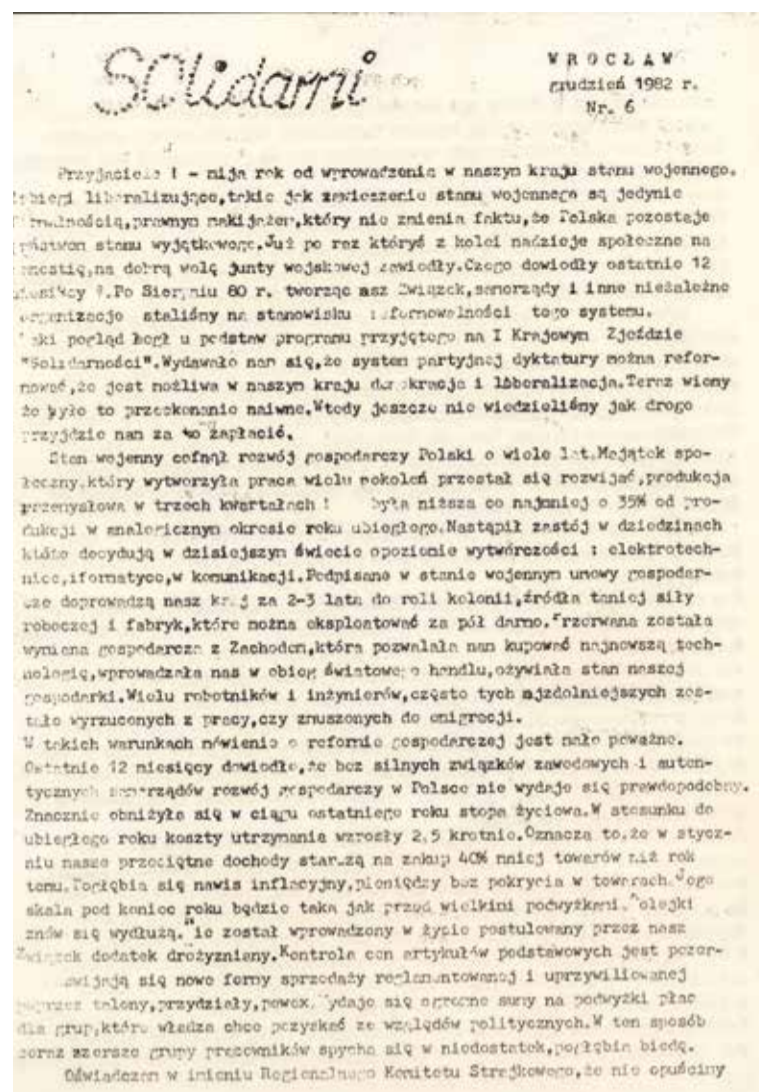 SOlidarni
WROCŁAW
grudzień 1982 r.
Nr. 6
Przyjaciele ! - mija rok od wprowadzenia w naszym kraju stanu wojennego.
liberalizujące,takie jak zawieszenie stanu wojennego są jedynie
prawnym makijażem,który nie zmienia faktu,że Polska pozostaje
państwem stanu wyjątkowego.Już po raz któryś z kolei nadzieje społeczne na
na dobrą wolę junty wojskowej zawiodły.Czego dowiodły ostatnie 12
?.Po Sierpniu 80 r. tworząc asz Związek,samorządy i inne niezależne
organizacje staliśmy na stanowisku reformowalności tego systemu.
pogląd legł u podstaw programu przyjętego na I Krajowym Zjeździe
"Solidarności".Wydawało nam się,że system partyjnej dyktatury można refor-
mować,że jest możliwa w naszym kraju demokracja i liberalizacja.Teraz wiemy
że było to przekonanie naiwne.Wtedy jeszcze nie wiedzieliśmy jak drogo
przyjdzie nam za to zapłacić.
Stan wojenny cofnął rozwój gospodarczy Polski o wiele lat.Majątek spo-
łeczny,który wytworzyła praca wielu pokoleń przestał się rozwijać,produkcja
przemysłowa w trzech kwartałach ! była niższa co najmniej o 35% od pro-
dukcji w analogicznym okresie roku ubiegłego.Nastąpił zastój w dziedzinach
które decydują w dzisiejszym świecie opoziomie wytwórczości : elektrotech-
nice,iformatyce,w komunikacji.Podpisane w stanie wojennym umowy gospodar-
cze doprowadzą nasz kraj za 2-3 lata do roli kolonii,źródła taniej siły
roboczej i fabryk,które można eksploatować za pół darmo.Przerwana została
wymiana gospodarcza z Zachodem,która pozwalała nam kupować najnowszą tech-
nologię,wprowadzała nas w obieg światowego handlu,ożywiała stan naszej
gospodarki.Wielu robotników i inżynierów,często tych ajzdolniejszych zos-
tało wyrzuconych z pracy,czy zmuszonych do emigracji.
W takich warunkach mówienie o reformie gospodarczej jest mało poważne.
Ostatnie 12 miesięcy dowiodło,że bez silnych związków zawodowych i auten-
tycznych samorządów rozwój gospodarczy w Polsce nie wydaje się prawdopodobny.
Znacznie obniżyła się w ciągu ostatniego roku stopa życiowa.W stosunku do
ubiegłego roku koszty utrzymania wzrosły 2,5 krotnie.Oznacza to,że w stycz-
niu nasze przeciętne dochody starczą na zakup 40% mniej towarów niż rok
temu.Pogłębia się nawis inflacyjny,pieniędzy bez pokrycia w towarach.Jego
skala pod koniec roku będzie taka jak przed wielkimi podwyżkami.Kolejki
znów się wydłużą.Nie został wprowadzony w życie postulowany przez nasz
Związek dodatek drożyźniany.Kontrola cen artykułów podstawowych jest pozor-
się nowe formy sprzedaży reglamentowanej i uprzywiliowanej
poprzez talony,przydziały,pewex. ydaje się ogromne sumy na podwyżki płac
dla grup,które władza chce pozyskać ze względów politycznych.W ten sposób
coraz szersze grupy pracowników spycha się w niedostatek,pogłębia biedę.
Oświadczam w imieniu Regionalnego Komitetu Strajkowego,że nie opuścimy